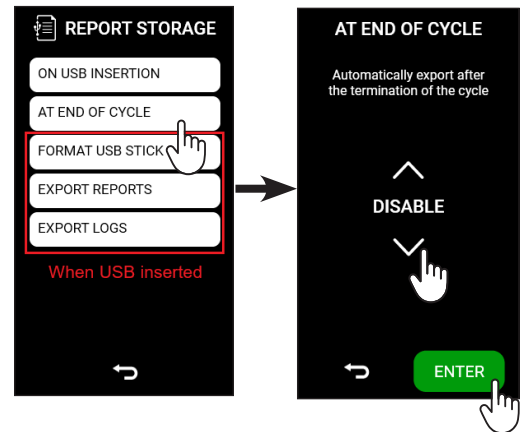 REPORT STORAGE
ON USB INSERTION
AT END OF CYCLE
FORMAT USB STICK
EXPORT REPORTS
EXPORT LOGS
When USB inserted
AT END OF CYCLE
Automatically export after
the termination of the cycle
DISABLE
ENTER